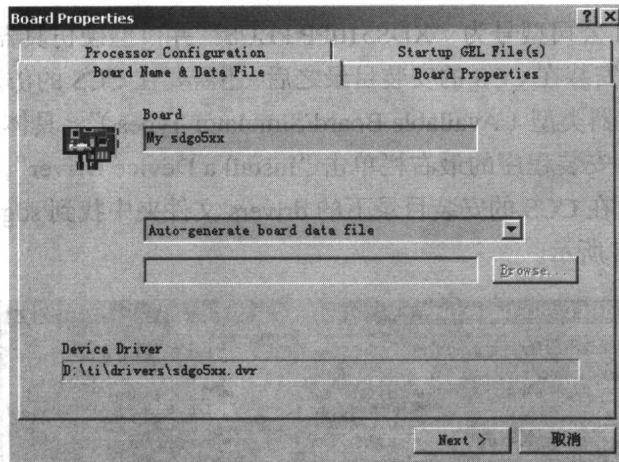 Board Properties
Processor Configuration
Startup GEL File(s)
Board Name & Data File
Board Properties
Board
My sdgo5xx
Auto-generate board data file
Browse...
Device Driver
D:\ti\drivers\sdgo5xx.dvr
Next >
取消